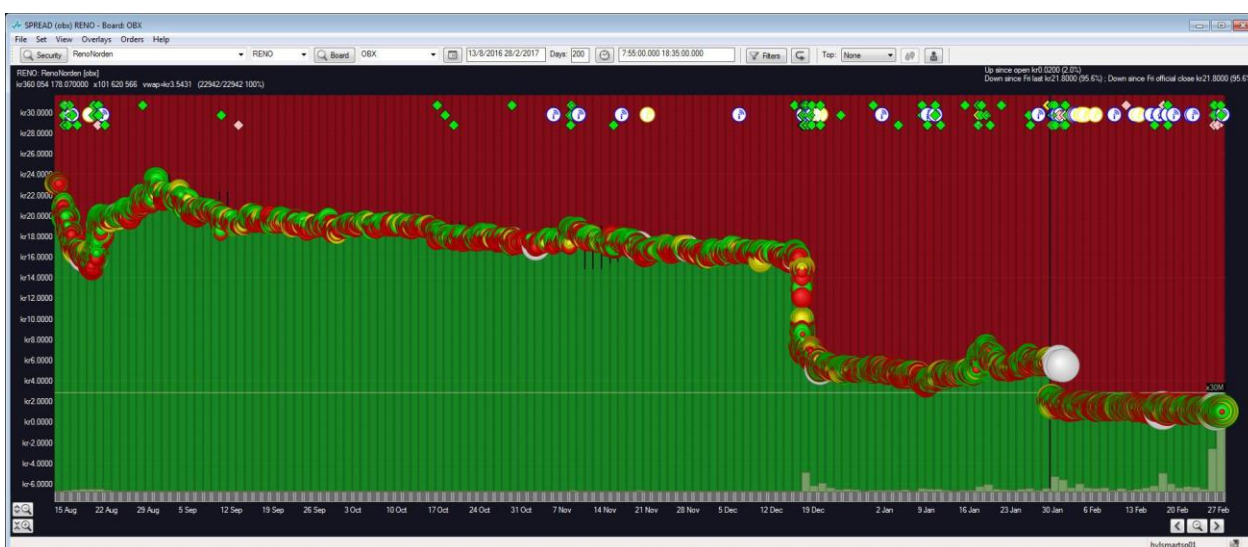 SPREAD (obx) RENO - Board: OBX
File Set View Overlays Orders Help
Security RenoNorden RENO Board OBX 13/8/2016 28/2/2017 Days: 200 7:55:00.000 18:35:00.000 Filters Top: None
RENO: RenoNorden [obx]
Up since open kr0.0200 (2.0%)
kr360 054 178.070000 x101 620 566 vwap=kr3.5431 (22942/22942 100%)
Down since Fri last kr21.8000 (95.6%) ; Down since Fri official close kr21.8000 (95.6%
kr30.0000
kr28.0000
kr26.0000
kr24.0000
kr22.0000
kr20.0000
kr18.0000
kr16.0000
kr14.0000
kr12.0000
kr10.0000
kr8.0000
kr6.0000
kr4.0000
x30M
kr2.0000
kr0.0000
kr-2.0000
kr-4.0000
kr-6.0000
15 Aug 22 Aug 29 Aug 5 Sep 12 Sep 19 Sep 26 Sep 3 Oct 10 Oct 17 Oct 24 Oct 31 Oct 7 Nov 14 Nov 21 Nov 28 Nov 5 Dec 12 Dec 19 Dec 2 Jan 9 Jan 16 Jan 23 Jan 30 Jan 6 Feb 13 Feb 20 Feb 27 Feb